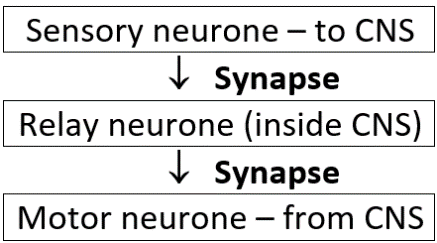 Sensory neurone – to CNS
↓ Synapse
Relay neurone (inside CNS)
↓ Synapse
Motor neurone – from CNS